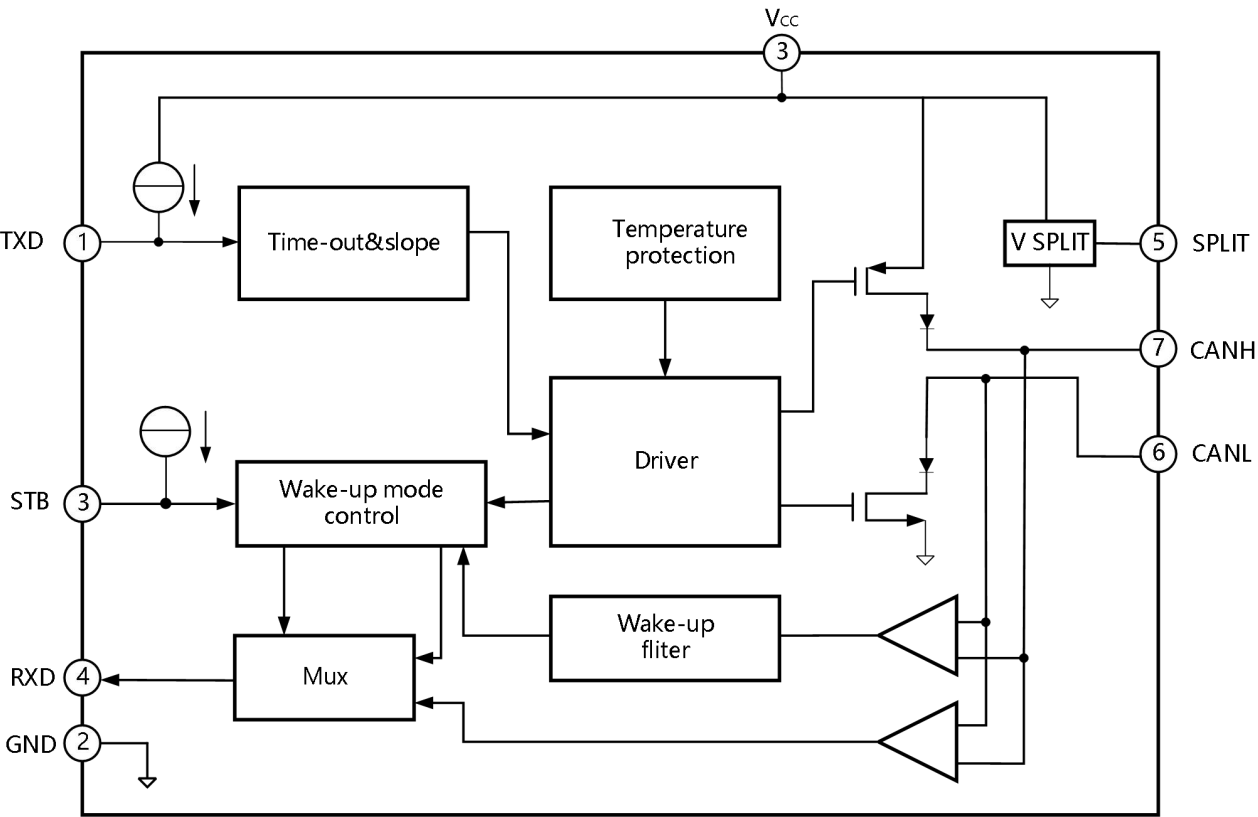 VCC
3
TXD
1
Time-out&slope
Temperature
protection
V SPLIT
5
SPLIT
7
CANH
Driver
6
CANL
STB
3
Wake-up mode
control
Wake-up
fliter
RXD
4
Mux
GND
2